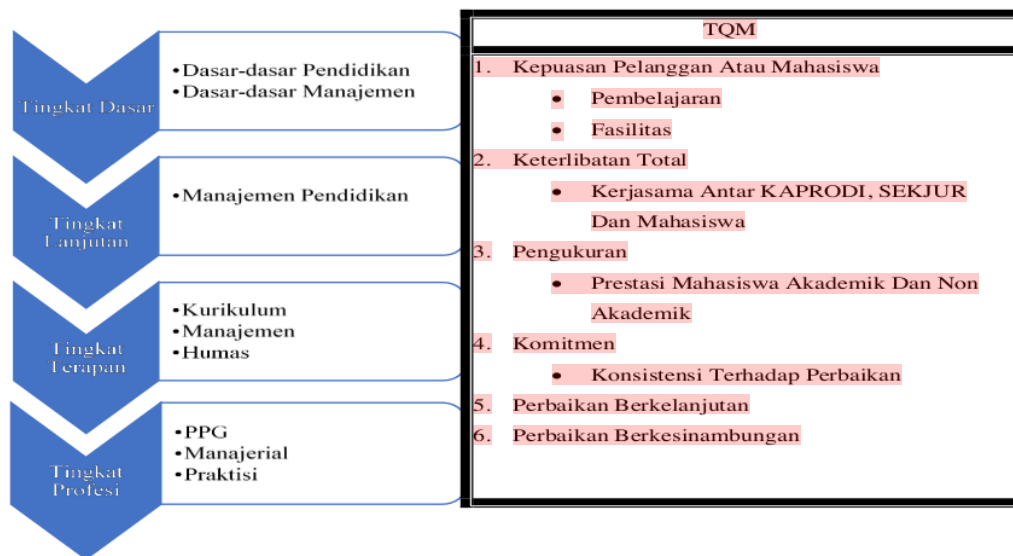 Tingkat Dasar
•Dasar-dasar Pendidikan
•Dasar-dasar Manajemen
Tingkat
Lanjutan
•Manajemen Pendidikan
Tingkat
Terapan
•Kurikulum
•Manajemen
•Humas
Tingkat
Profesi
•PPG
•Manajerial
•Praktisi
TQM
1. Kepuasan Pelanggan Atau Mahasiswa
• Pembelajaran
• Fasilitas
2. Keterlibatan Total
• Kerjasama Antar KAPRODI, SEKJUR
Dan Mahasiswa
3. Pengukuran
• Prestasi Mahasiswa Akademik Dan Non
Akademik
4. Komitmen
• Konsistensi Terhadap Perbaikan
5. Perbaikan Berkelanjutan
6. Perbaikan Berkesinambungan